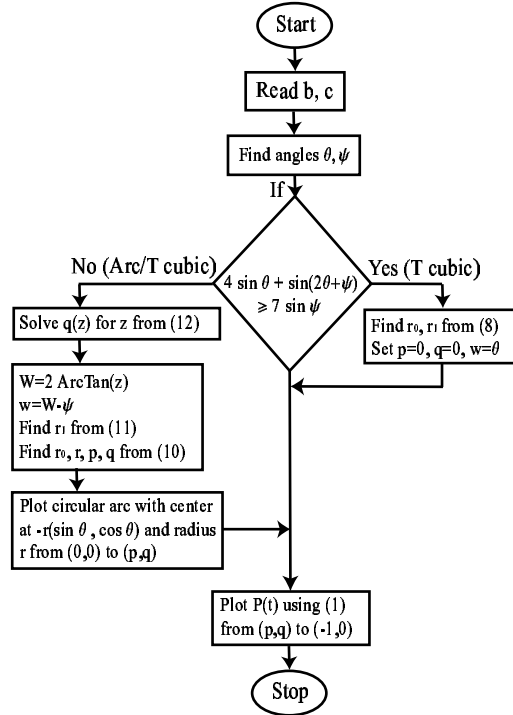 Start
Read b, c
Find angles θ, ψ
If
No (Arc/T cubic)
Yes (T cubic)
4 sin θ + sin(2θ+ψ)
⩾ 7 sin ψ
Solve q(z) for z from (12)
Find r₀, r₁ from (8)
Set p=0, q=0, w=θ
W=2 ArcTan(z)
w=W-ψ
Find r₁ from (11)
Find r₀, r, p, q from (10)
Plot circular arc with center
at -r(sin θ , cos θ) and radius
r from (0,0) to (p,q)
Plot P(t) using (1)
from (p,q) to (-1,0)
Stop